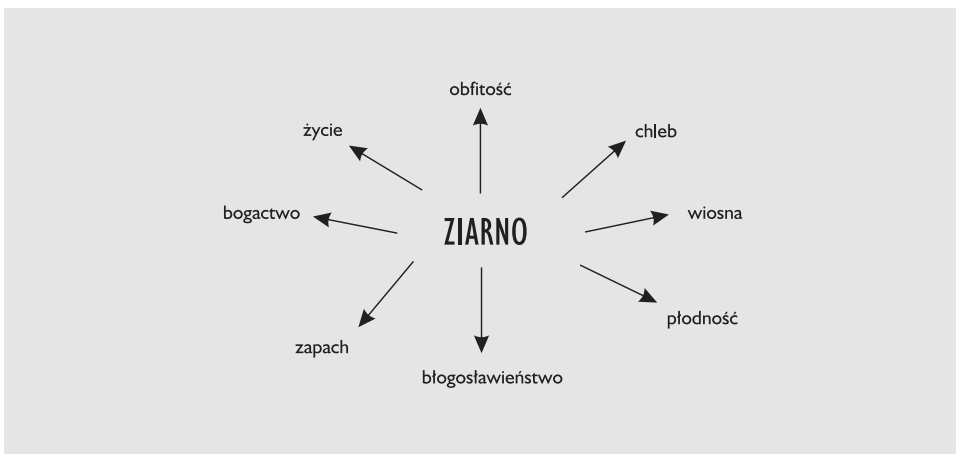 obfitość
życie
chleb
bogactwo
wiosna
ZIARNO
płodność
zapach
błogosławieństwo